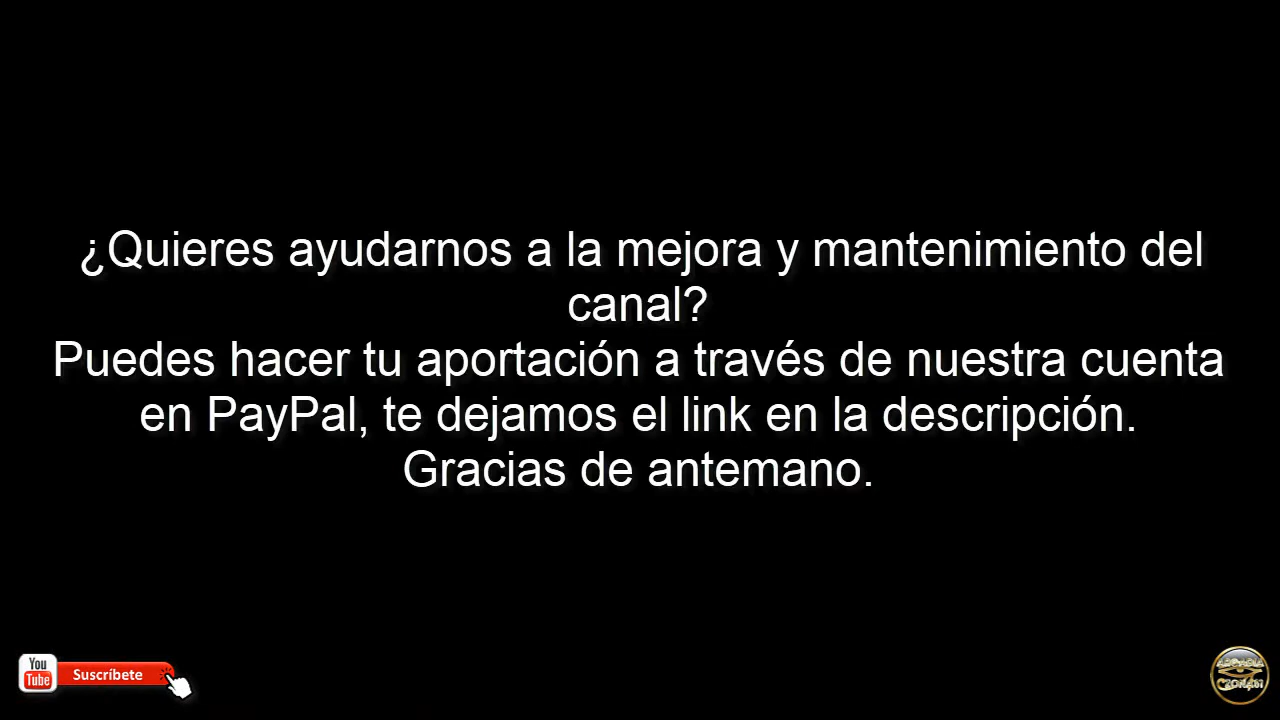 ¿Quieres ayudarnos a la mejora y mantenimiento del
canal?
Puedes hacer tu aportación a través de nuestra cuenta
en PayPal, te dejamos el link en la descripción.
Gracias de antemano.
You
Tube
Suscríbete